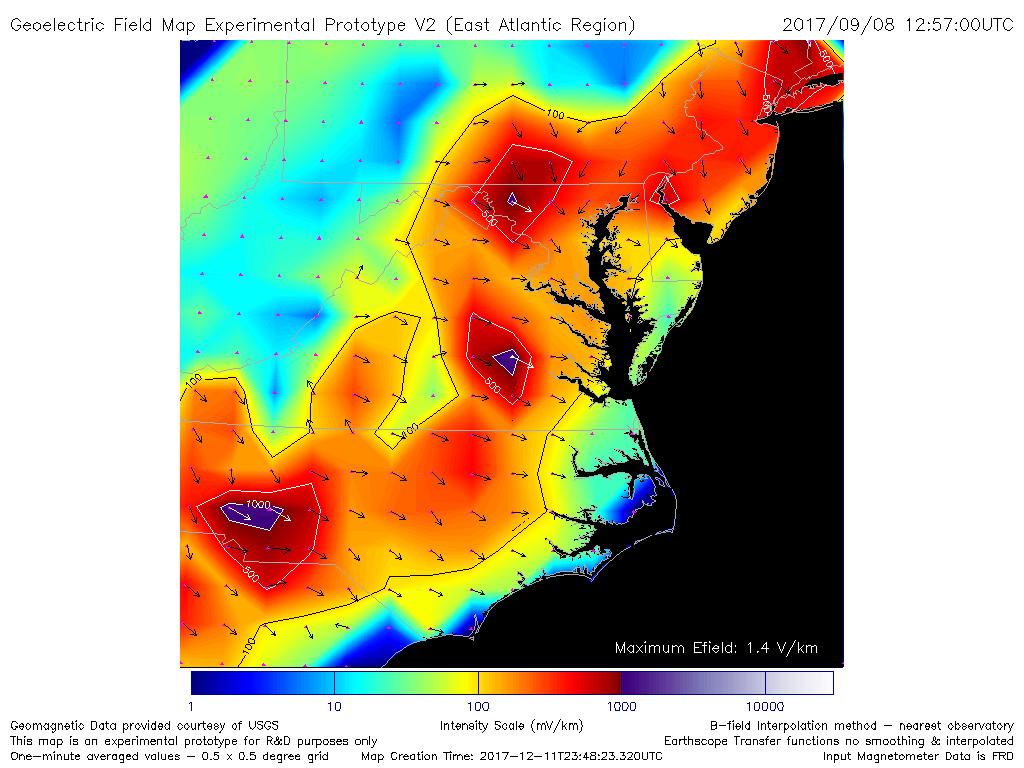 Geoelectric Field Map Experimental Prototype V2 (East Atlantic Region) 2017/09/08 12:57:00UTC
500
500
100
500
500
100
100
1000
500
100
Maximum Efield: 1.4 V/km
1 10 100 1000 10000
Geomagnetic Data provided courtesy of USGS Intensity Scale (mV/km) B-field Interpolation method - nearest observatory
This map is an experimental prototype for R&D purposes only Earthscope Transfer functions no smoothing & interpolated
One-minute averaged values - 0.5 x 0.5 degree grid Map Creation Time: 2017-12-11T23:48:23.320UTC Input Magnetometer Data is FRD